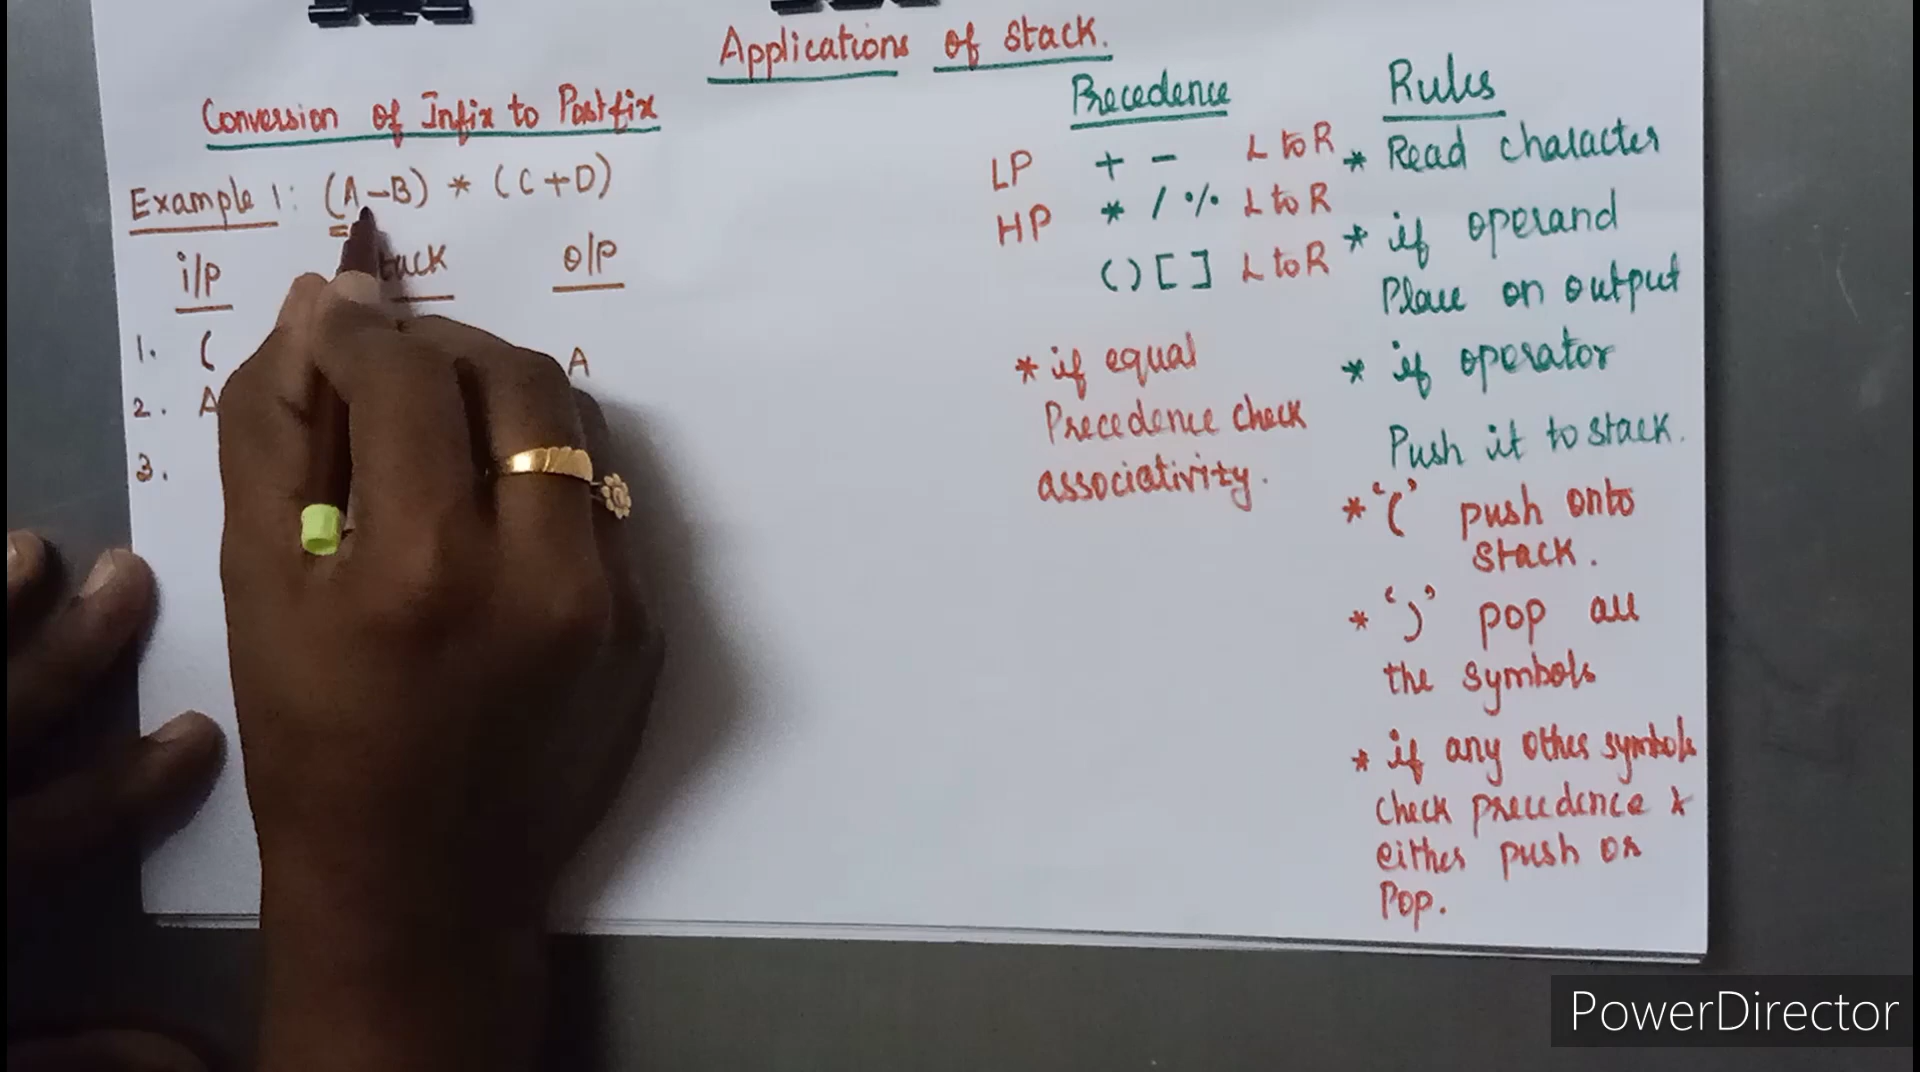 Applications of stack.
Conversion of Infix to Postfix
Example 1: (A-B) * (C+D)
i/p tack o/p
1. (
A
2. A
3.
Precedence
LP + - L to R
HP * / % L to R
( ) [ ] L to R
* if equal
Precedence check
associativity.
Rules
* Read character
* if operand
Place on output
* if operator
Push it to stack.
* '(' push onto
stack.
* ')' pop all
the symbols
* if any other symbols
check precedence &
either push or
Pop.
PowerDirector